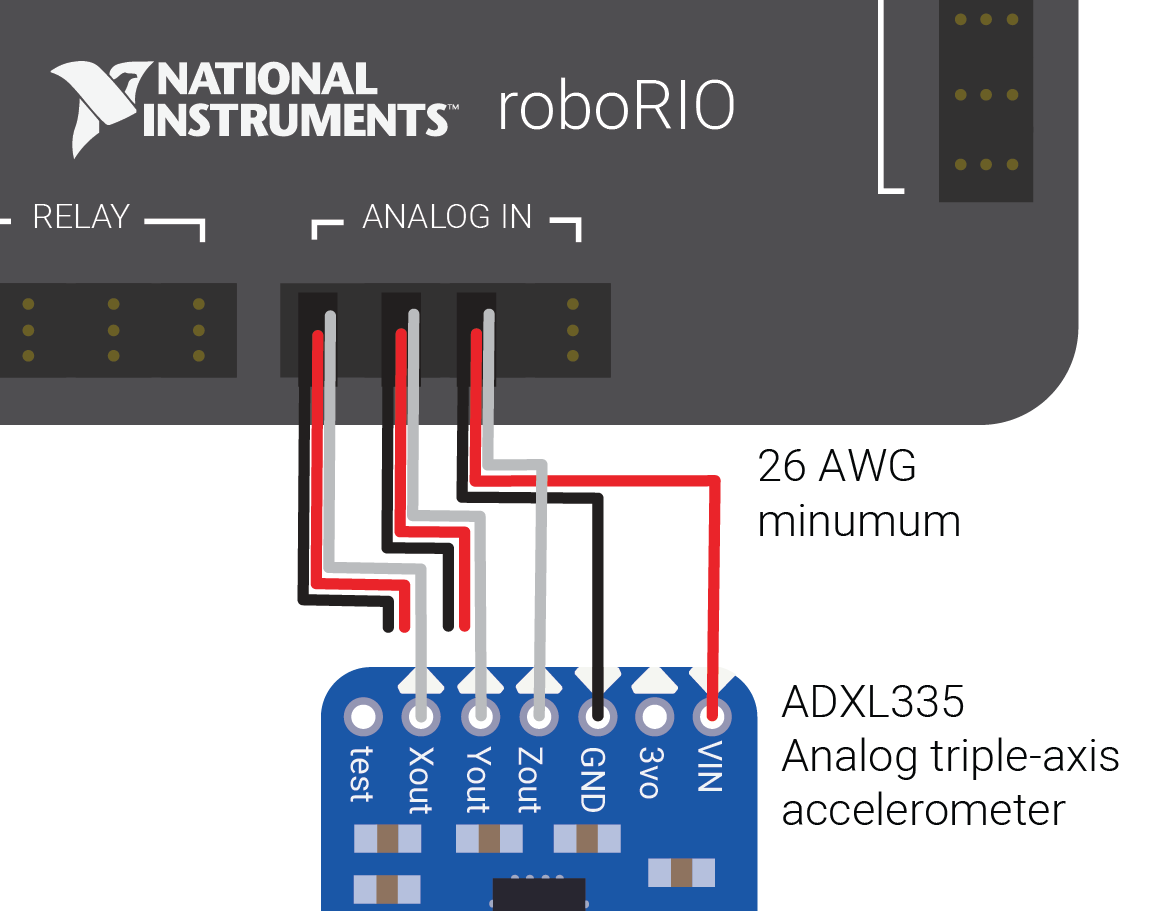 NATIONAL
INSTRUMENTS™
roboRIO
RELAY
ANALOG IN
26 AWG
minumum
ADXL335
Analog triple-axis
accelerometer
test
Xout
Yout
Zout
GND
3vo
VIN